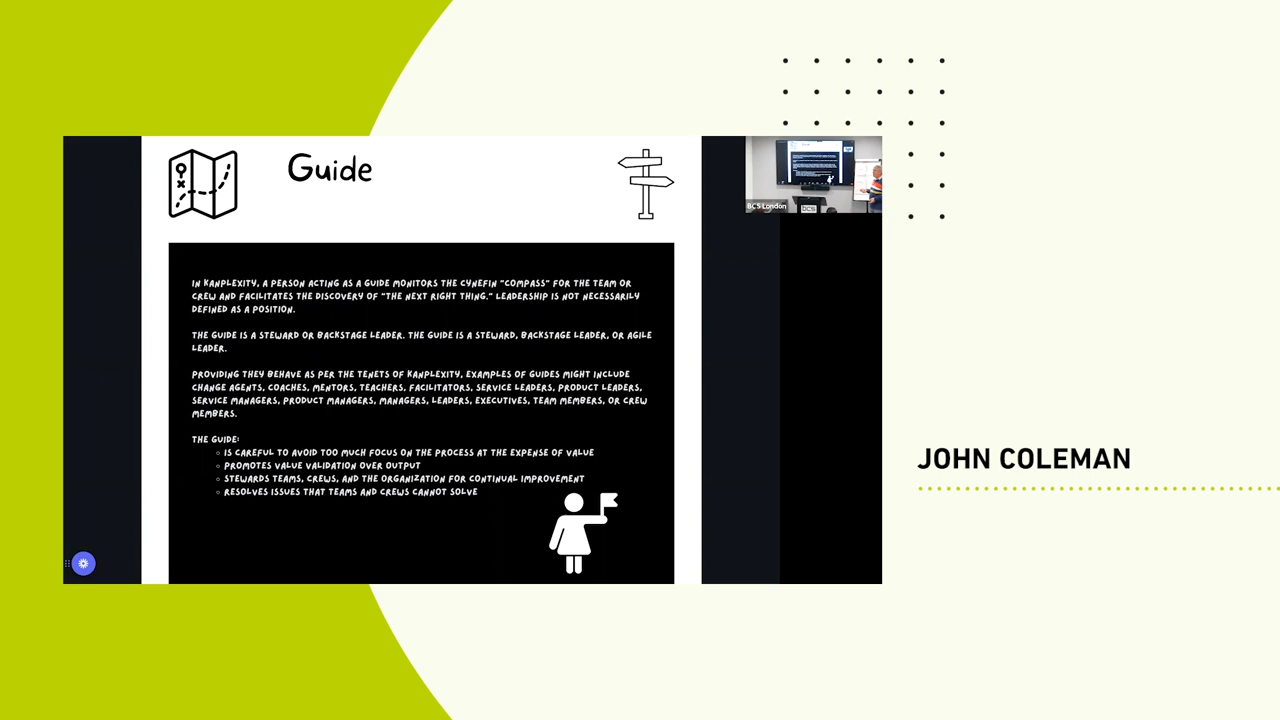 Guide
IN KANPLEXITY, A PERSON ACTING AS A GUIDE MONITORS THE CYNEFIN "COMPASS" FOR THE TEAM OR
CREW AND FACILITATES THE DISCOVERY OF "THE NEXT RIGHT THING." LEADERSHIP IS NOT NECESSARILY
DEFINED AS A POSITION.
THE GUIDE IS A STEWARD OR BACKSTAGE LEADER. THE GUIDE IS A STEWARD, BACKSTAGE LEADER, OR AGILE
LEADER.
PROVIDING THEY BEHAVE AS PER THE TENETS OF KANPLEXITY, EXAMPLES OF GUIDES MIGHT INCLUDE
CHANGE AGENTS, COACHES, MENTORS, TEACHERS, FACILITATORS, SERVICE LEADERS, PRODUCT LEADERS,
SERVICE MANAGERS, PRODUCT MANAGERS, MANAGERS, LEADERS, EXECUTIVES, TEAM MEMBERS, OR CREW
MEMBERS.
THE GUIDE:
IS CAREFUL TO AVOID TOO MUCH FOCUS ON THE PROCESS AT THE EXPENSE OF VALUE
PROMOTES VALUE VALIDATION OVER OUTPUT
STEWARDS TEAMS, CREWS, AND THE ORGANIZATION FOR CONTINUAL IMPROVEMENT
RESOLVES ISSUES THAT TEAMS AND CREWS CANNOT SOLVE
BCS London
JOHN COLEMAN